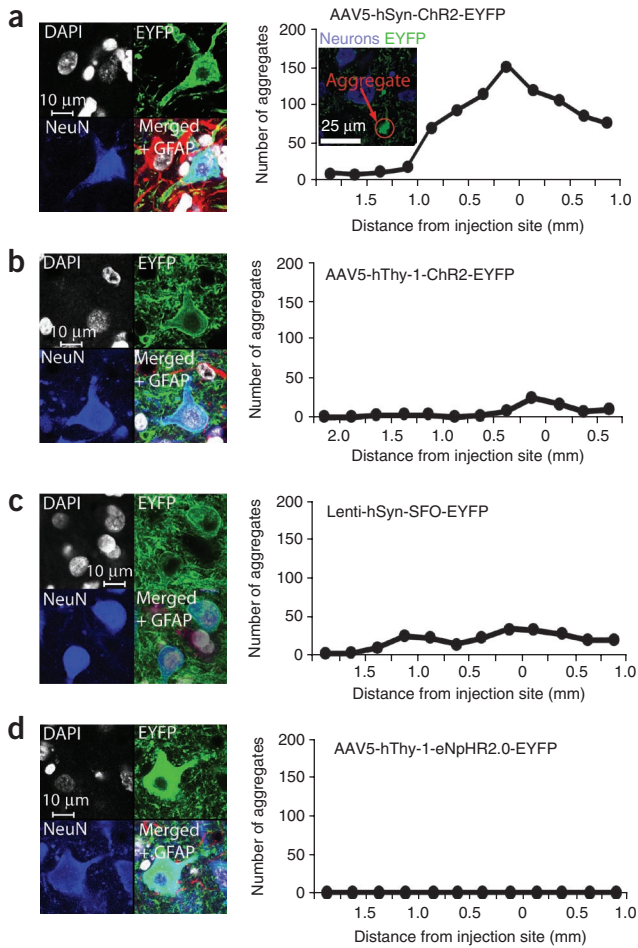 a
DAPI EYFP
10 µm
NeuN Merged
+ GFAP
AAV5-hSyn-ChR2-EYFP
Number of aggregates
200
150
100
50
0
Neurons EYFP
Aggregate
25 µm
1.5 1.0 0.5 0 0.5 1.0
Distance from injection site (mm)
b
DAPI EYFP
10 µm
NeuN Merged
+ GFAP
AAV5-hThy-1-ChR2-EYFP
Number of aggregates
200
150
100
50
0
2.0 1.5 1.0 0.5 0 0.5
Distance from injection site (mm)
c
DAPI EYFP
10 µm
NeuN Merged
+ GFAP
Lenti-hSyn-SFO-EYFP
Number of aggregates
200
150
100
50
0
1.5 1.0 0.5 0 0.5 1.0
Distance from injection site (mm)
d
DAPI EYFP
10 µm
NeuN Merged
+ GFAP
AAV5-hThy-1-eNpHR2.0-EYFP
Number of aggregates
200
150
100
50
0
1.5 1.0 0.5 0 0.5 1.0
Distance from injection site (mm)